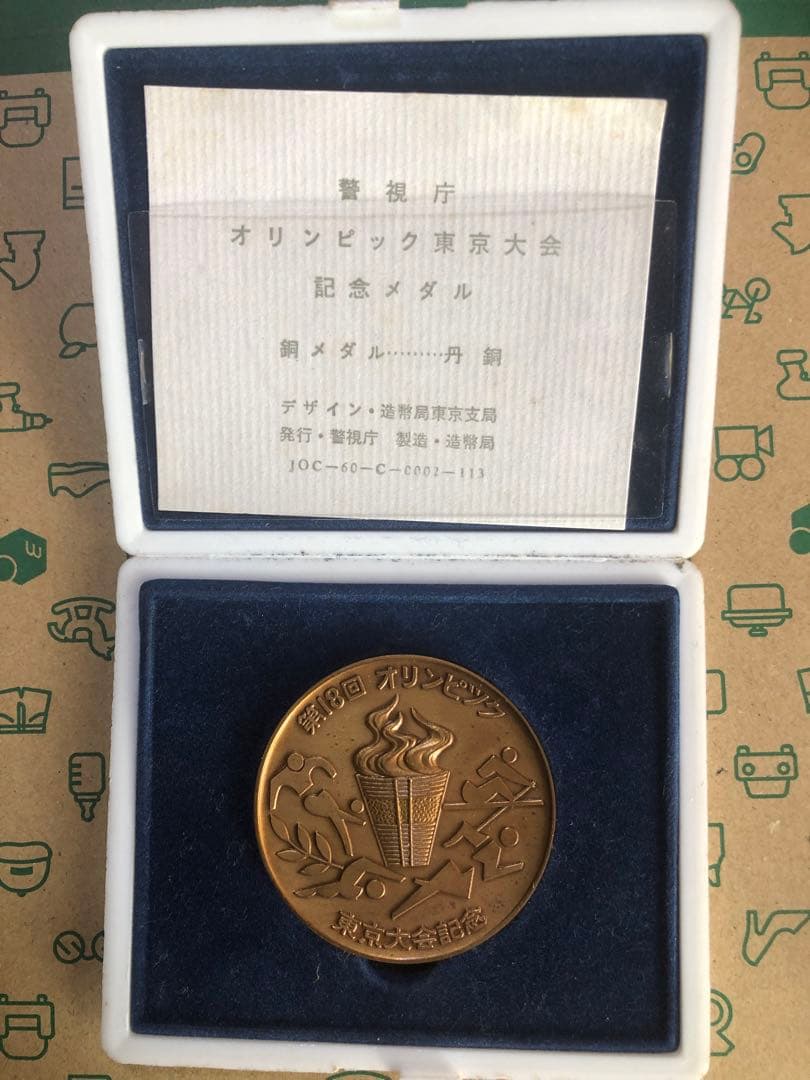 警視庁
オリンピック東京大会
記念メダル
銅メダル………丹銅
デザイン・造幣局東京支局
発行・警視庁 製造・造幣局
JOC—60—C—0002—113
第18回 オリンピック
東京大会記念